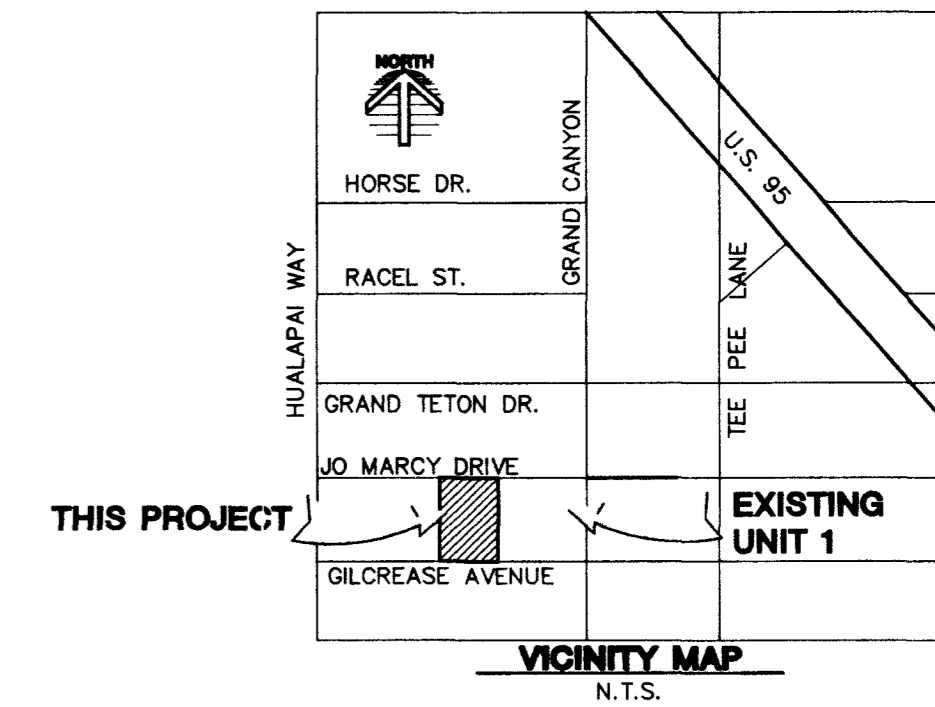 NORTH
HORSE DR.
GRAND CANYON
U.S. 95
HUALAPAI WAY
RACEL ST.
TEE PEE LANE
GRAND TETON DR.
JO MARCY DRIVE
THIS PROJECT
EXISTING
UNIT 1
GILCREASE AVENUE
VICINITY MAP
N.T.S.